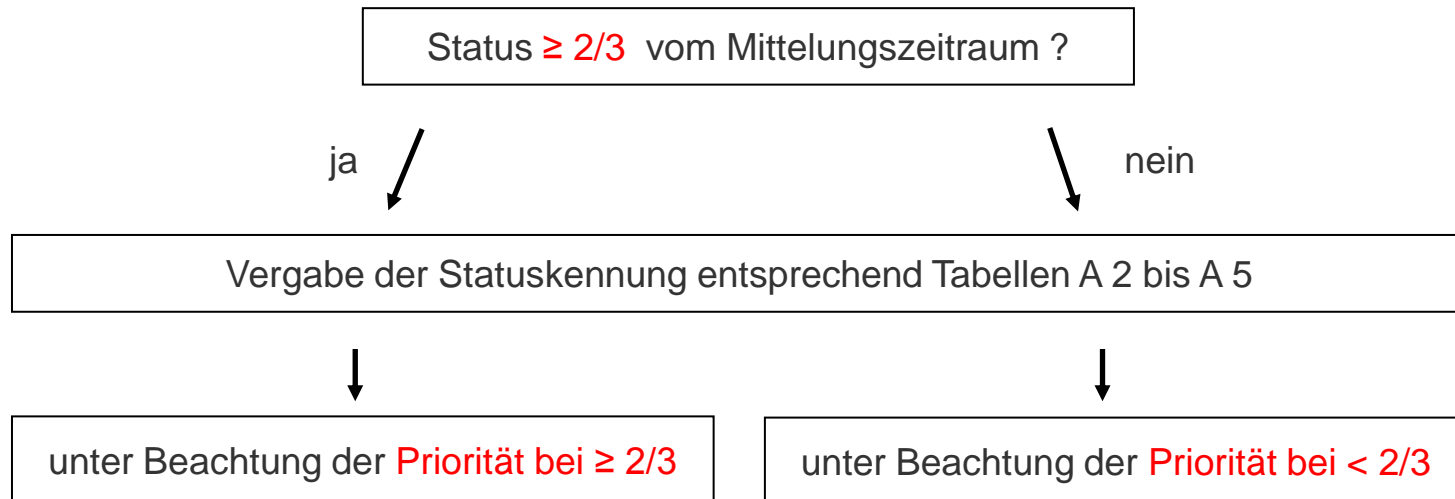 Status ≥ 2/3 vom Mittelungszeitraum ?
ja
nein
Vergabe der Statuskennung entsprechend Tabellen A 2 bis A 5
unter Beachtung der Priorität bei ≥ 2/3
unter Beachtung der Priorität bei < 2/3